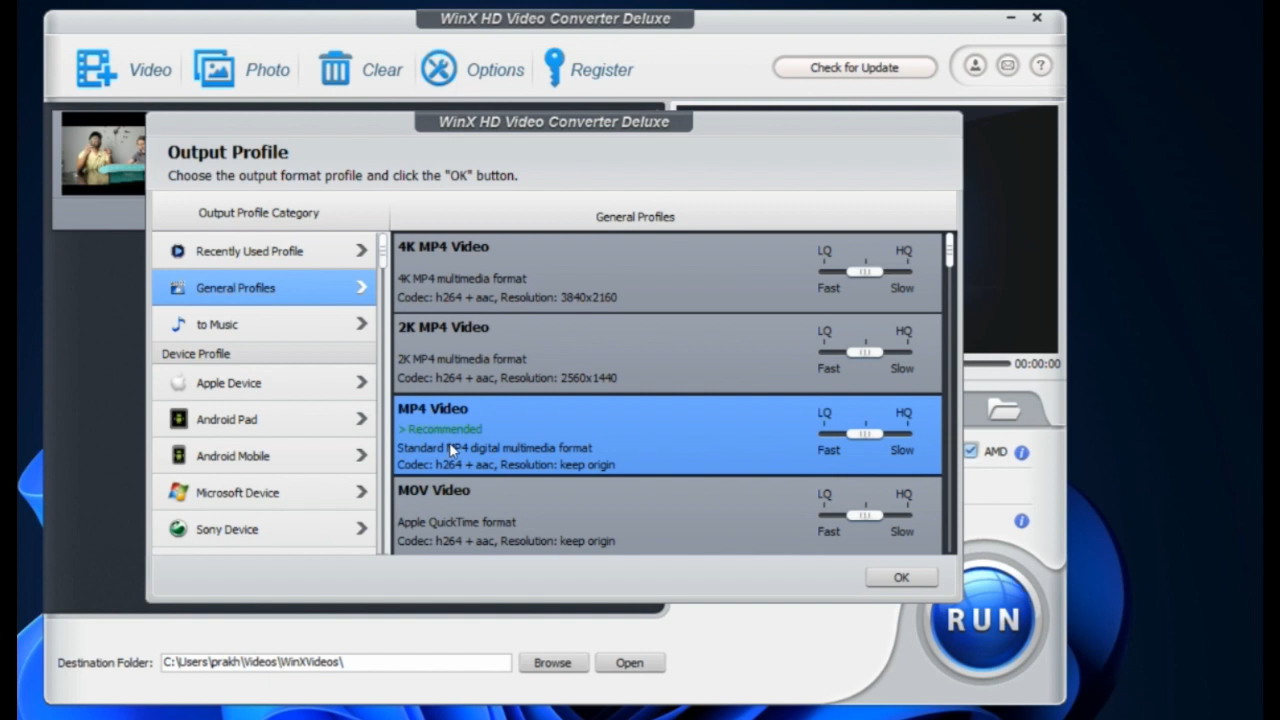 WinX HD Video Converter Deluxe
Video
Photo
Clear
Options
Register
Check for Update
?
WinX HD Video Converter Deluxe
Output Profile
Choose the output format profile and click the "OK" button.
Output Profile Category
General Profiles
Recently Used Profile
General Profiles
to Music
Device Profile
Apple Device
Android Pad
Android Mobile
Microsoft Device
Sony Device
4K MP4 Video
4K MP4 multimedia format
Codec: h264 + aac, Resolution: 3840x2160
LQ HQ
Fast Slow
2K MP4 Video
2K MP4 multimedia format
Codec: h264 + aac, Resolution: 2560x1440
LQ HQ
Fast Slow
MP4 Video
> Recommended
Standard MP4 digital multimedia format
Codec: h264 + aac, Resolution: keep origin
LQ HQ
Fast Slow
MOV Video
Apple QuickTime format
Codec: h264 + aac, Resolution: keep origin
LQ HQ
Fast Slow
OK
00:00:00
AMD i
i
RUN
Destination Folder: C:\Users\prakh\Videos\WinXVideos\
Browse
Open